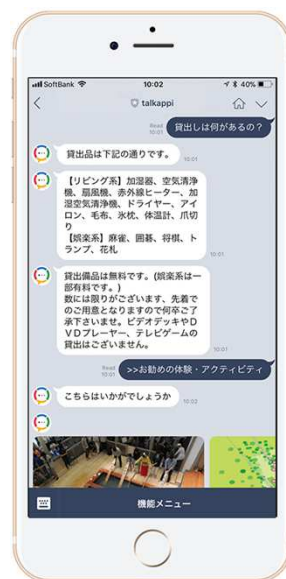 SoftBank
10:02
40%
talkappi
Read
10:01
貸出しは何があるの？
貸出品は下記の通りです。
10:01
【リビング系】加湿器、空気清浄
機、扇風機、赤外線ヒーター、加
湿空気清浄機、ドライヤー、アイ
ロン、毛布、氷枕、体温計、爪切
り
【娯楽系】麻雀、囲碁、将棋、ト
ランプ、花札
10:01
貸出備品は無料です。(娯楽系は一
部有料です。)
数には限りがございます、先着で
のご用意となりますので何卒ご了
承下さいませ。ビデオデッキやD
VDプレーヤー、テレビゲームの
貸出はございません。
10:01
Read
10:01
>>お勧めの体験・アクティビティ
こちらはいかがでしょうか
10:02
機能メニュー